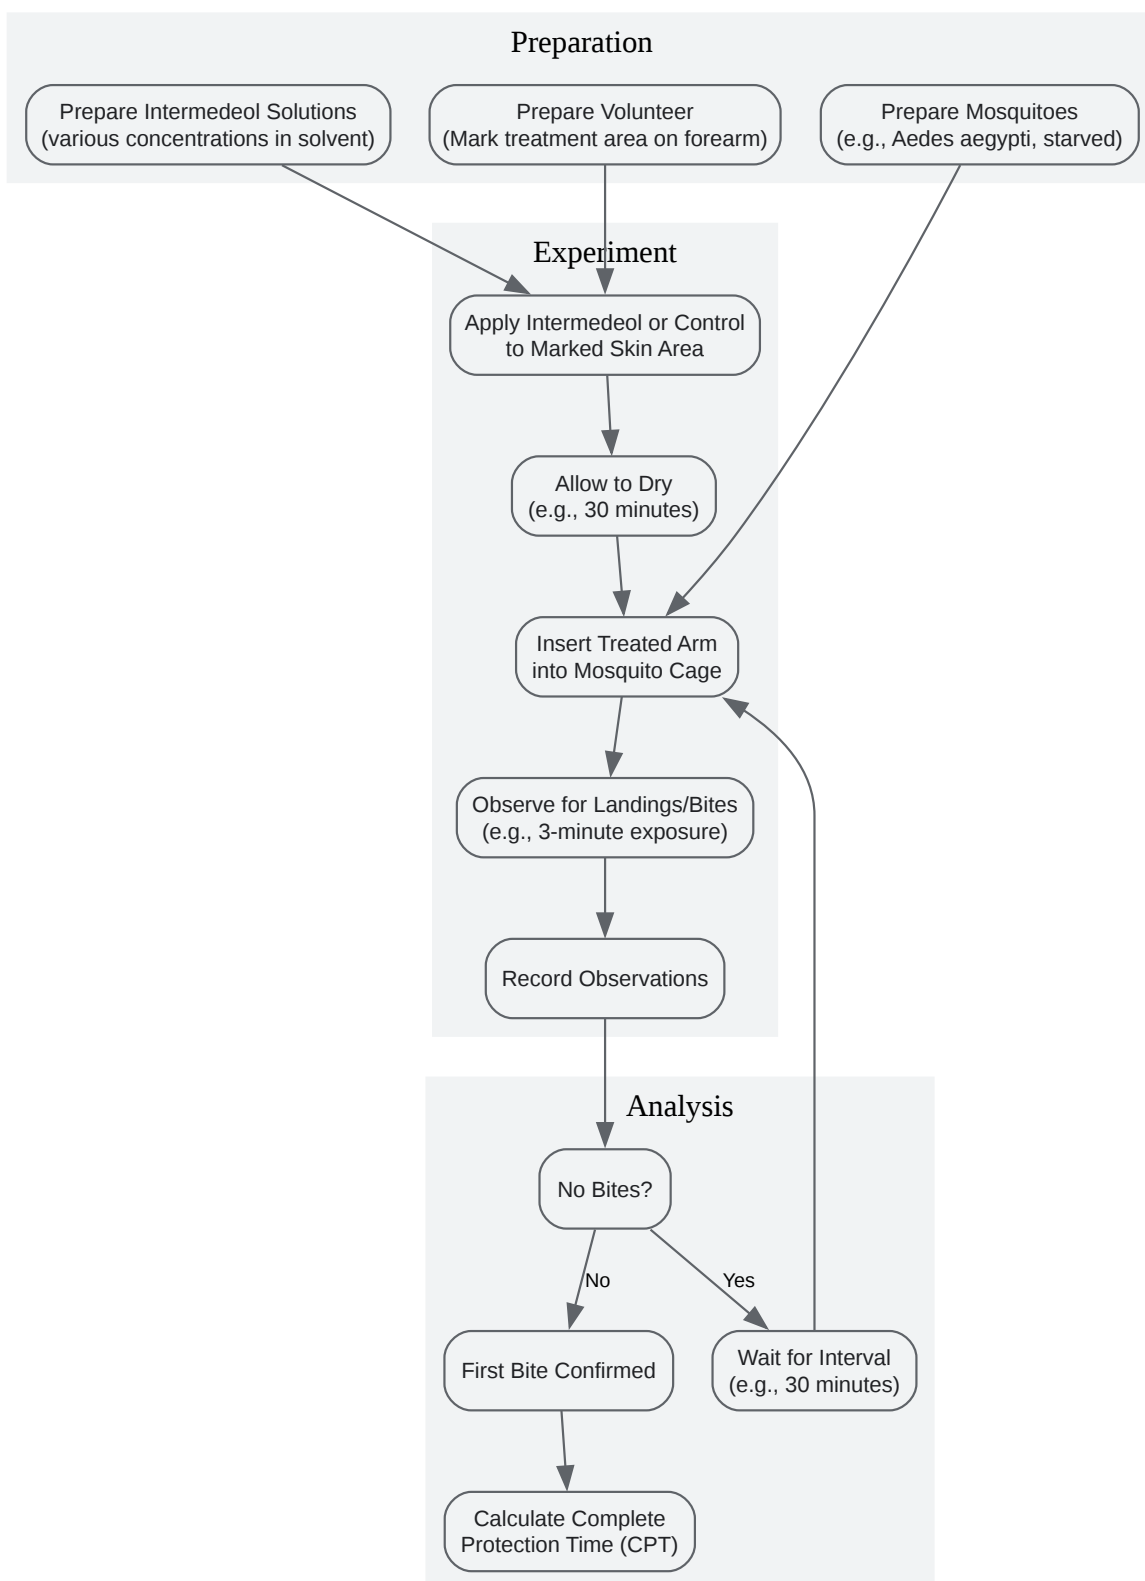 Preparation
Prepare Intermedeol Solutions
(various concentrations in solvent)
Prepare Volunteer
(Mark treatment area on forearm)
Prepare Mosquitoes
(e.g., Aedes aegypti, starved)
Experiment
Apply Intermedeol or Control
to Marked Skin Area
Allow to Dry
(e.g., 30 minutes)
Insert Treated Arm
into Mosquito Cage
Observe for Landings/Bites
(e.g., 3-minute exposure)
Record Observations
Analysis
No Bites?
No
Yes
First Bite Confirmed
Wait for Interval
(e.g., 30 minutes)
Calculate Complete
Protection Time (CPT)